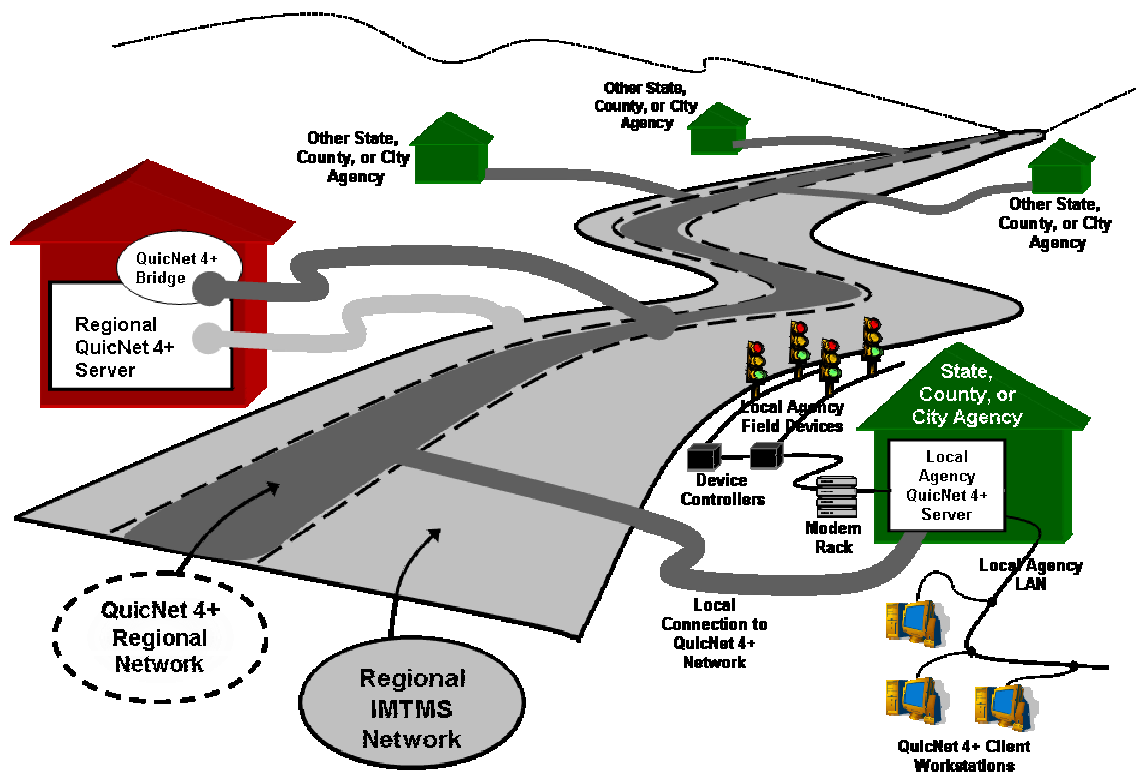 Other State,
County, or City
Agency
Other State,
County, or City
Agency
Other State,
County, or City
Agency
QuicNet 4+
Bridge
Regional
QuicNet 4+
Server
State,
County, or
City Agency
Local Agency
Field Devices
Local
Agency
QuicNet 4+
Server
Device
Controllers
Modem
Rack
Local Agency
LAN
Local
Connection to
QuicNet 4+
Network
QuicNet 4+
Regional
Network
Regional
IMTMS
Network
QuicNet 4+ Client
Workstations